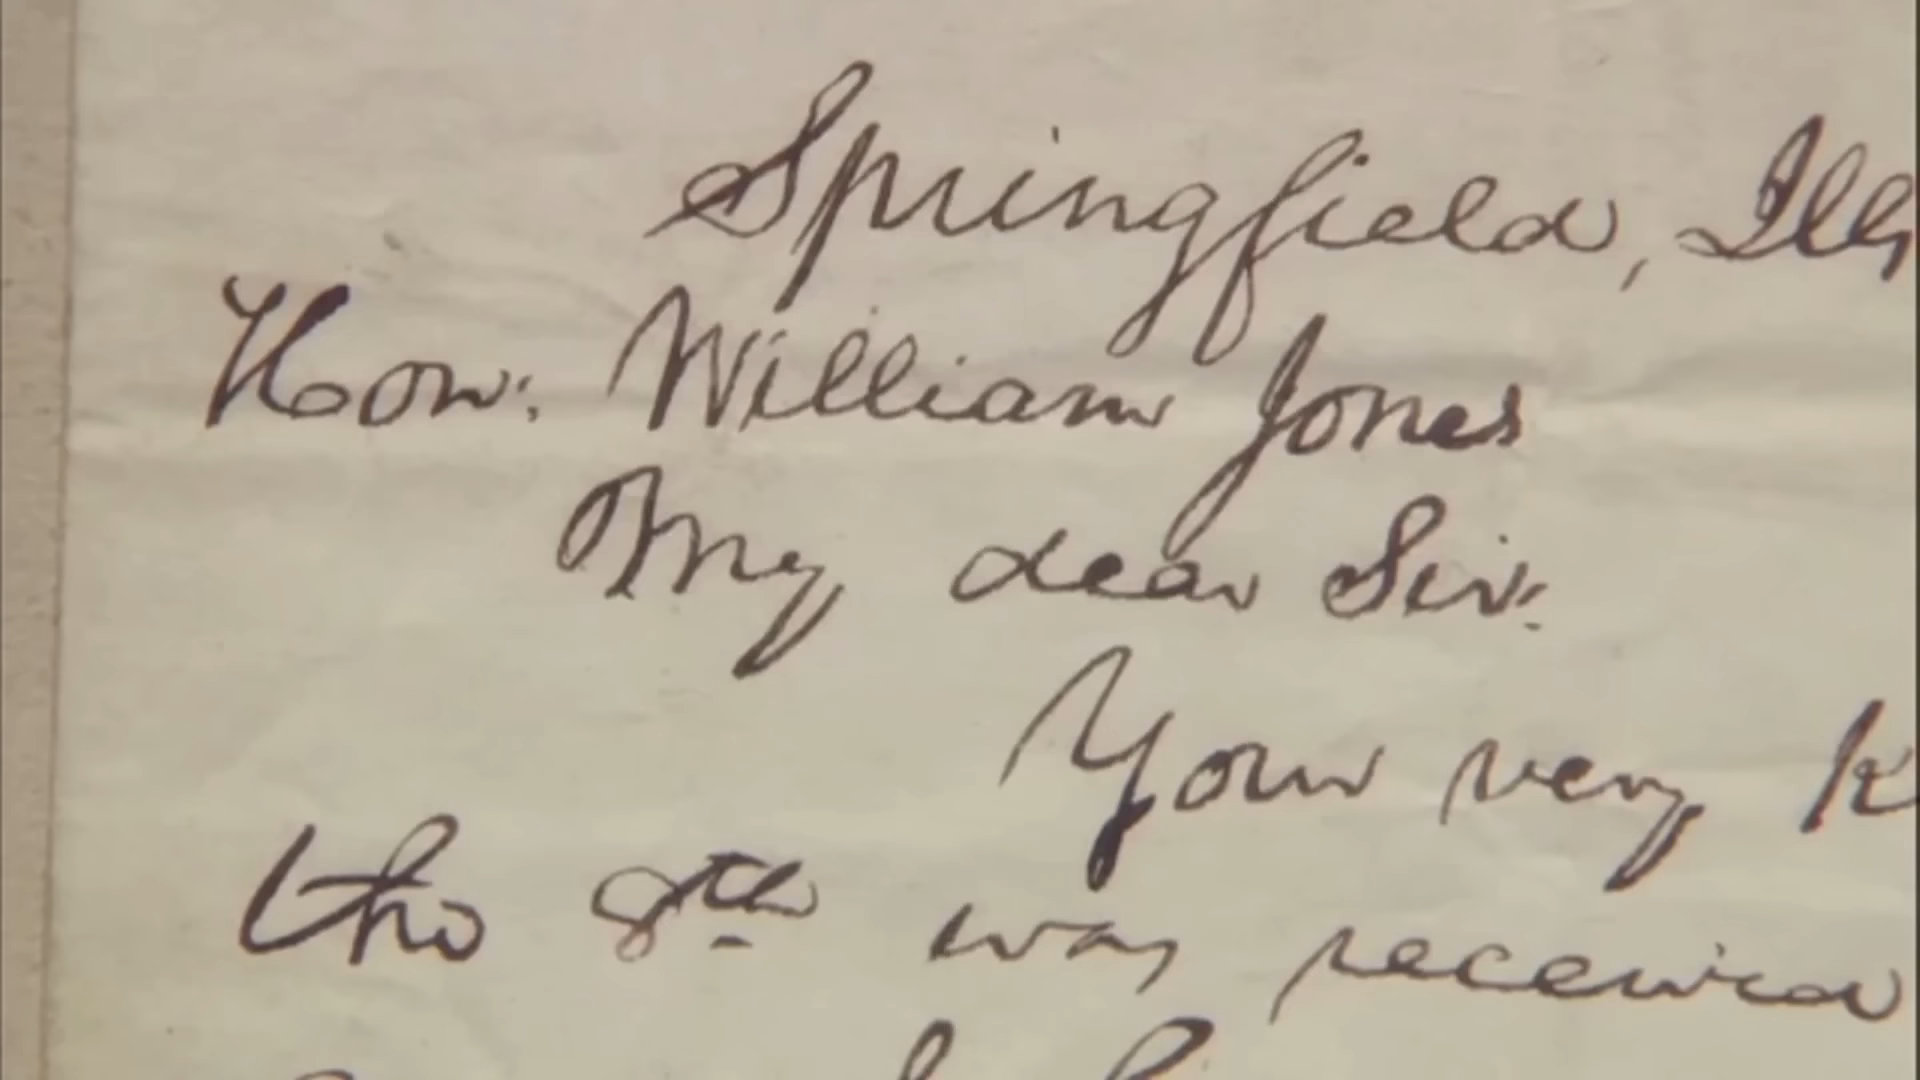 Springfield, Ills
Hon: William Jones
My dear Sir:
Your very k
the 8th was received